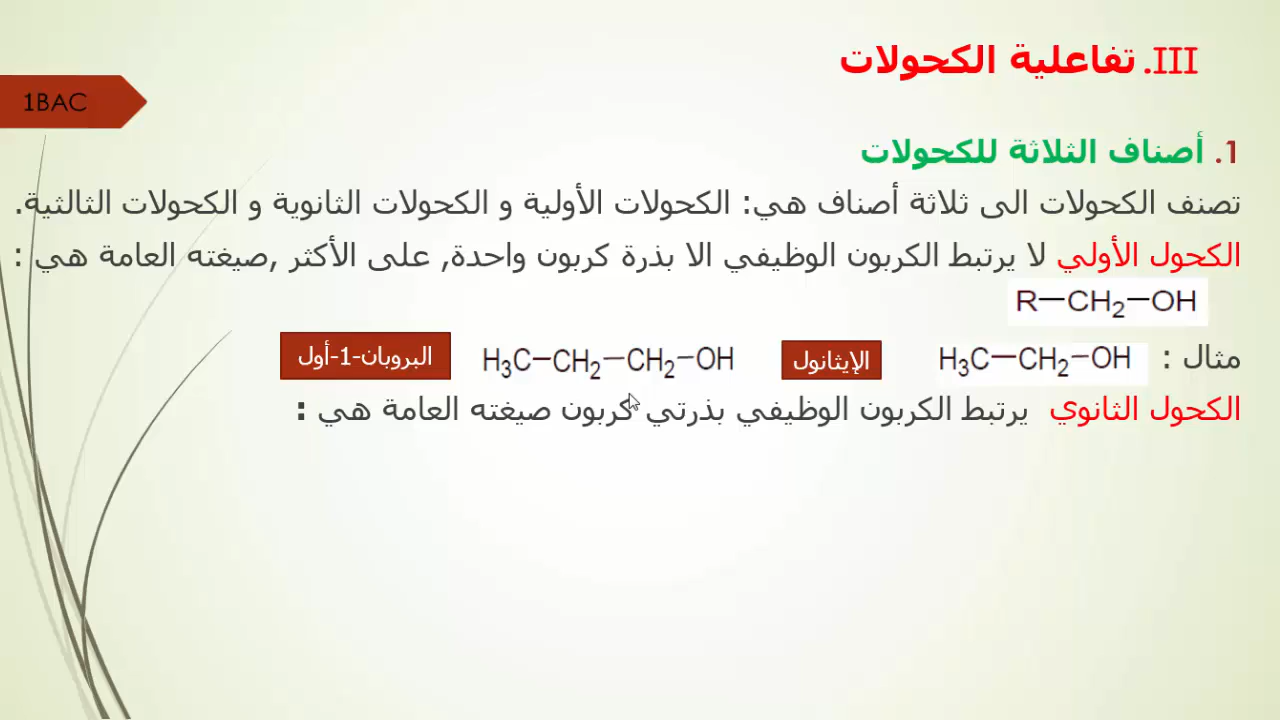 III. تفاعلية الكحولات
1BAC
1. أصناف الثلاثة للكحولات
تصنف الكحولات الى ثلاثة أصناف هي: الكحولات الأولية و الكحولات الثانوية و الكحولات الثالثية.
الكحول الأولي لا يرتبط الكربون الوظيفي الا بذرة كربون واحدة, على الأكثر ,صيغته العامة هي :
R—CH₂—OH
مثال : H₃C—CH₂—OH الإيثانول H₃C—CH₂—CH₂—OH البروبان-1-أول
الكحول الثانوي يرتبط الكربون الوظيفي بذرتي كربون صيغته العامة هي :